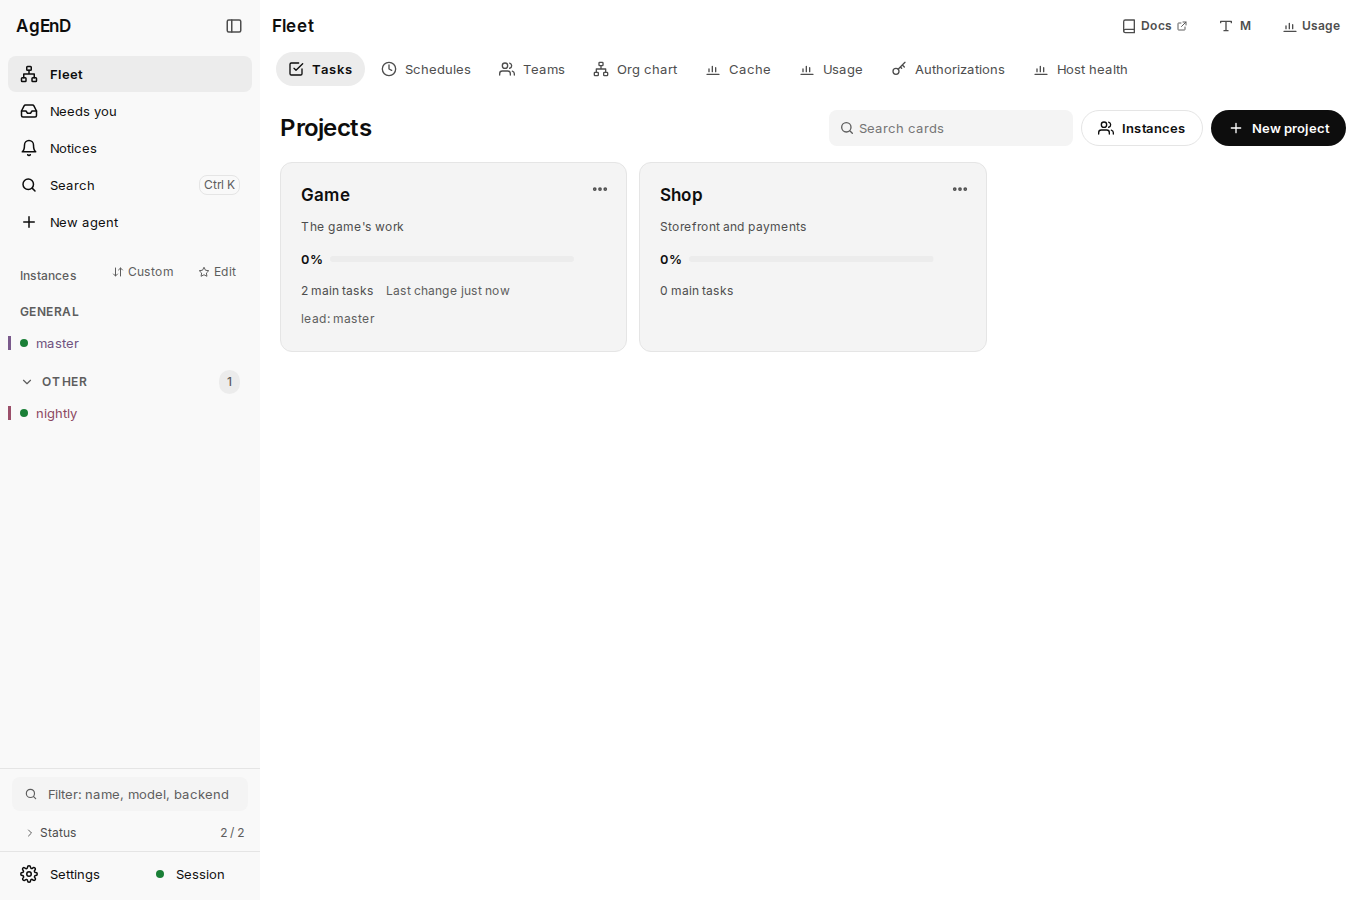 AgEnD
Fleet
Needs you
Notices
Search Ctrl K
New agent
Instances Custom Edit
GENERAL
master
OTHER 1
nightly
Filter: name, model, backend
Status 2 / 2
Settings Session
Fleet Docs M Usage
Tasks Schedules Teams Org chart Cache Usage Authorizations Host health
Projects Search cards Instances New project
Game
The game's work
0%
2 main tasks Last change just now
lead: master
Shop
Storefront and payments
0%
0 main tasks